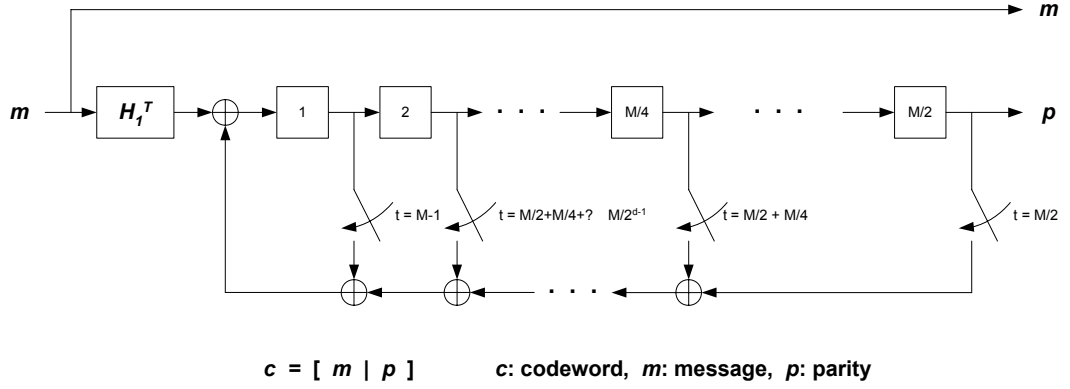 m
m
H₁ᵀ
1
2
. . .
M/4
. . .
M/2
p
t = M-1
t = M/2+M/4+? M/2ᵈ⁻¹
t = M/2 + M/4
t = M/2
. . .
c = [ m | p ] c: codeword, m: message, p: parity